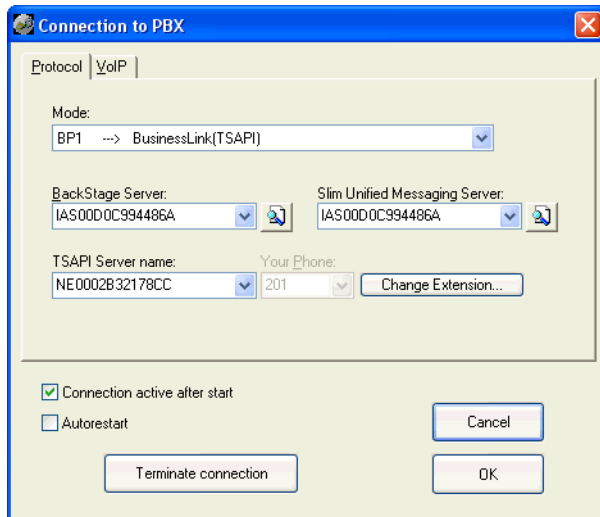 Connection to PBX
Protocol VoIP
Mode:
BP1 ---> BusinessLink(TSAPI)
BackStage Server: Slim Unified Messaging Server:
IAS00D0C994486A IAS00D0C994486A
TSAPI Server name: Your Phone:
NE0002B32178CC 201 Change Extension...
Connection active after start
Autorestart Cancel
Terminate connection OK